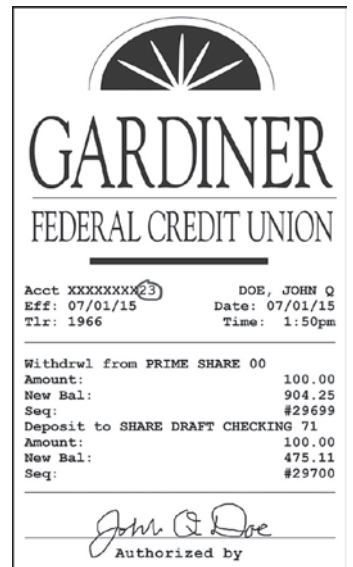 GARDINER
FEDERAL CREDIT UNION
Acct XXXXXXXX23 DOE, JOHN Q
Eff: 07/01/15 Date: 07/01/15
Tlr: 1966 Time: 1:50pm
Withdrwl from PRIME SHARE 00
Amount: 100.00
New Bal: 904.25
Seq: #29699
Deposit to SHARE DRAFT CHECKING 71
Amount: 100.00
New Bal: 475.11
Seq: #29700
John Q Doe
Authorized by